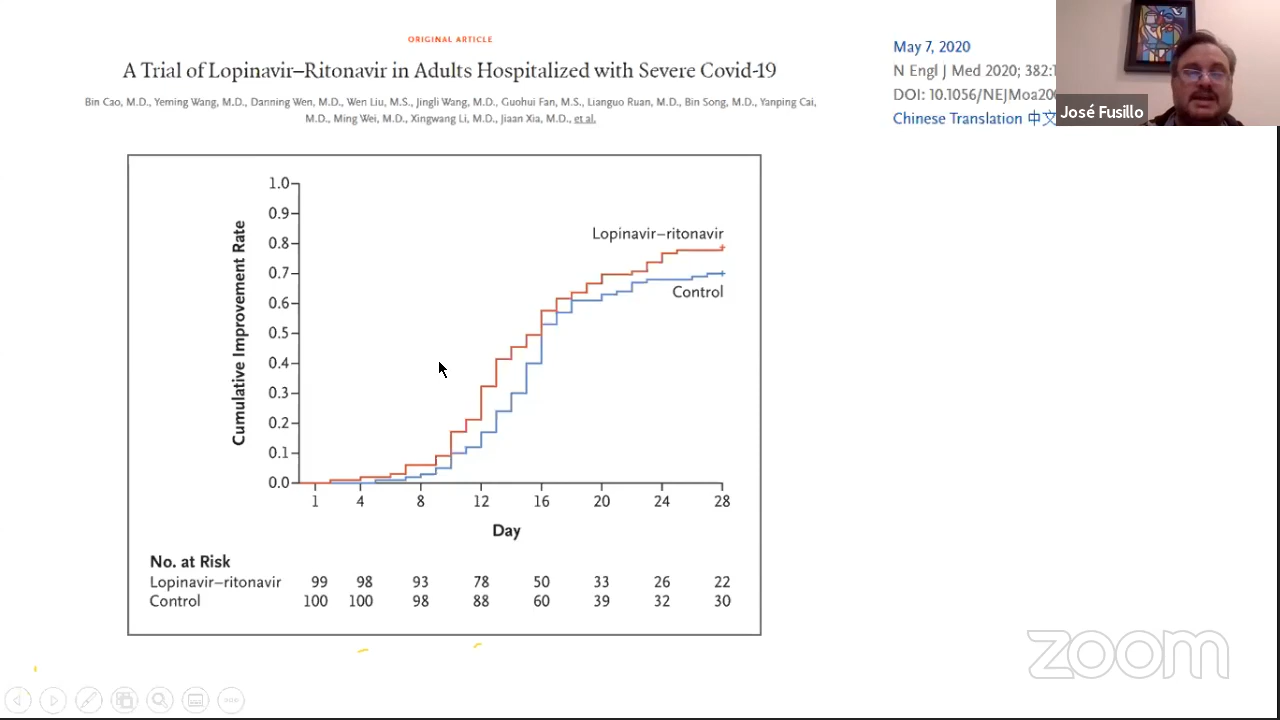 ORIGINAL ARTICLE
A Trial of Lopinavir–Ritonavir in Adults Hospitalized with Severe Covid-19
Bin Cao, M.D., Yeming Wang, M.D., Danning Wen, M.D., Wen Liu, M.S., Jingli Wang, M.D., Guohui Fan, M.S., Lianguo Ruan, M.D., Bin Song, M.D., Yanping Cai,
M.D., Ming Wei, M.D., Xingwang Li, M.D., Jiaan Xia, M.D., et al.
May 7, 2020
N Engl J Med 2020; 382:1
DOI: 10.1056/NEJMoa200
Chinese Translation 中文
José Fusillo
Cumulative Improvement Rate
1.0
0.9
0.8
0.7
0.6
0.5
0.4
0.3
0.2
0.1
0.0
Lopinavir–ritonavir
Control
1 4 8 12 16 20 24 28
Day
No. at Risk
Lopinavir–ritonavir 99 98 93 78 50 33 26 22
Control 100 100 98 88 60 39 32 30
zoom